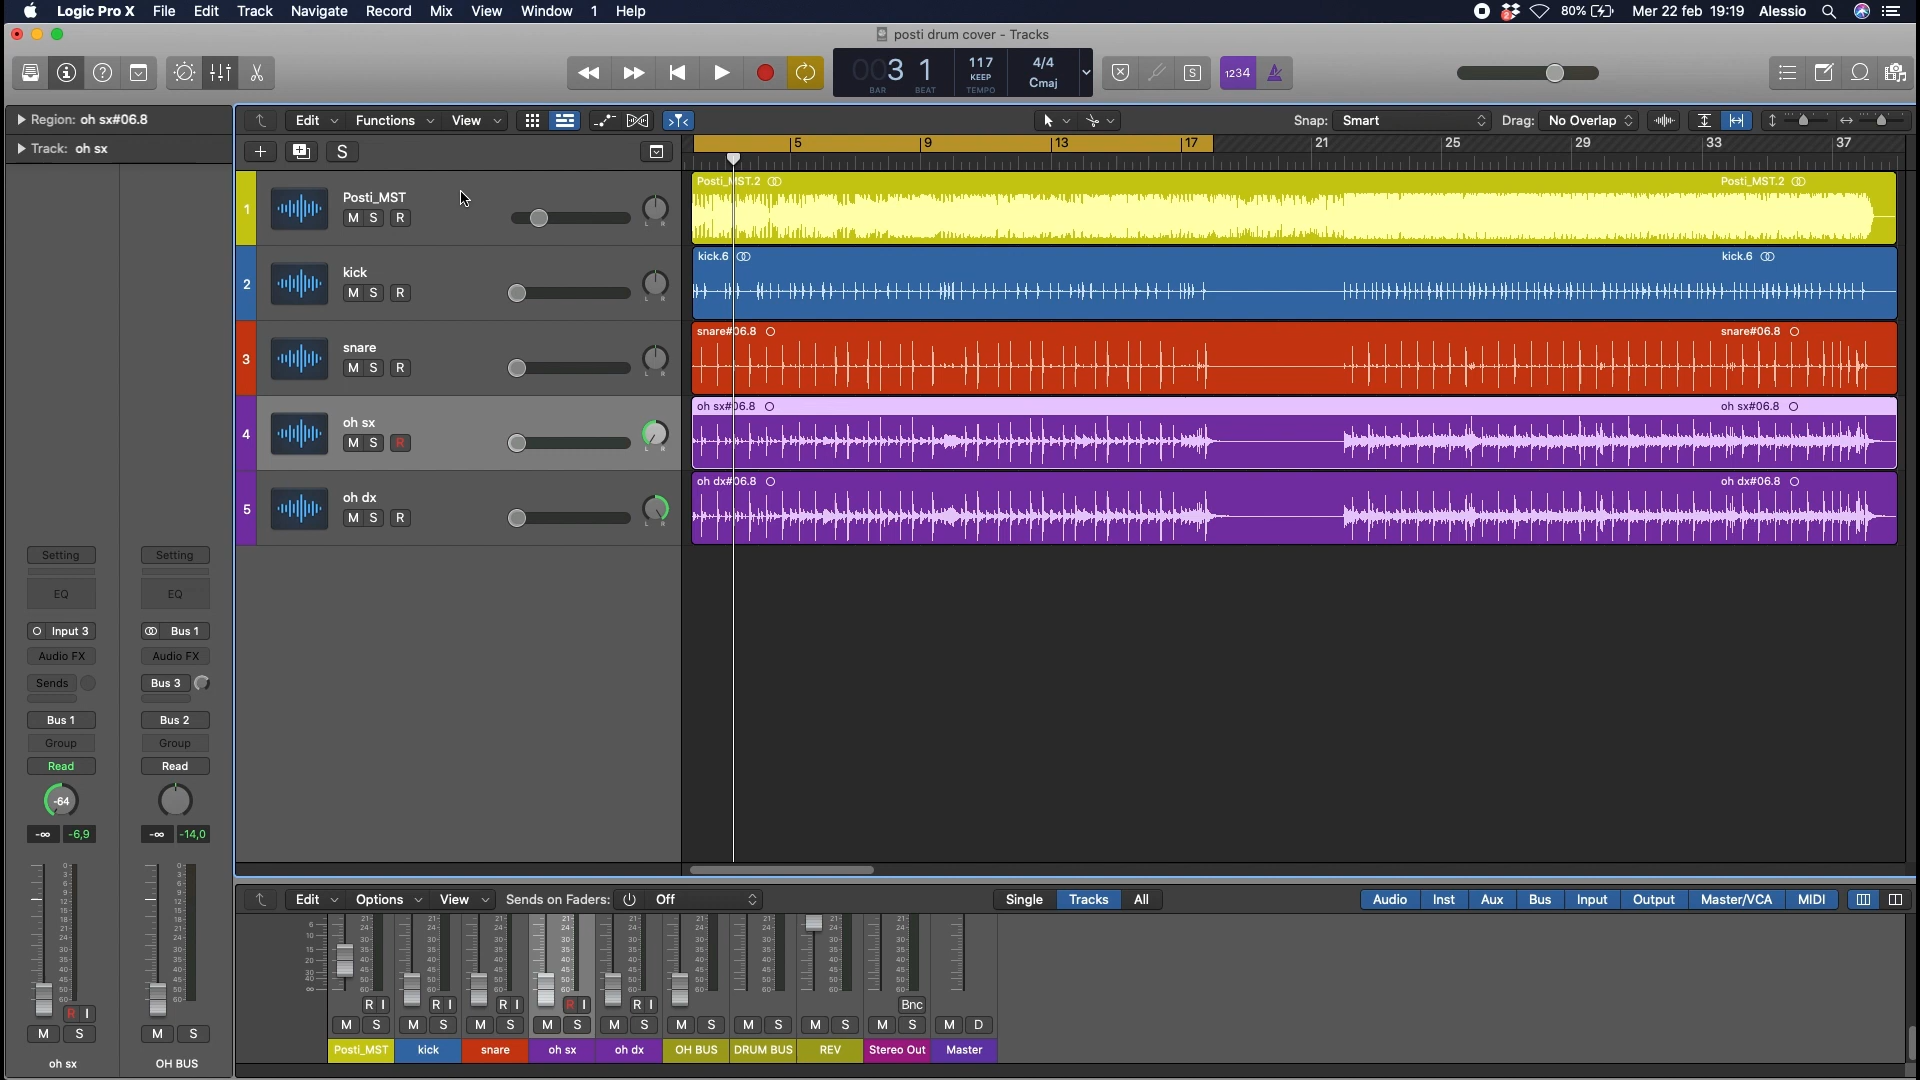 Logic Pro X File Edit Track Navigate Record Mix View Window 1 Help 2 80% Mer 22 feb 19:19 Alessio
posti drum cover - Tracks
003 1 117 4/4
KEEP Cmaj
BAR BEAT TEMPO
S 1234
Region: oh sx#06.8
Track: oh sx
Edit Functions View Snap: Smart Drag: No Overlap
S
5 9 13 17 21 25 29 33 37
1 Posti_MST
M S R L R
Posti_MST.2 Posti_MST.2
2 kick
M S R L R
kick.6 kick.6
3 snare
M S R L R
snare#06.8 snare#06.8
4 oh sx
M S R L R
oh sx#06.8 oh sx#06.8
5 oh dx
M S R L R
oh dx#06.8 oh dx#06.8
Setting Setting
EQ EQ
Input 3 Bus 1
Audio FX Audio FX
Sends Bus 3
Bus 1 Bus 2
Group Group
Read Read
-64
-∞ -6,9 -∞ -14,0
R I
M S M S
oh sx OH BUS
Edit Options View Sends on Faders: Off Single Tracks All Audio Inst Aux Bus Input Output Master/VCA MIDI
R I R I R I R I R I Bnc
M S M S M S M S M S M S M S M S M S M D
Posti_MST kick snare oh sx oh dx OH BUS DRUM BUS REV Stereo Out Master